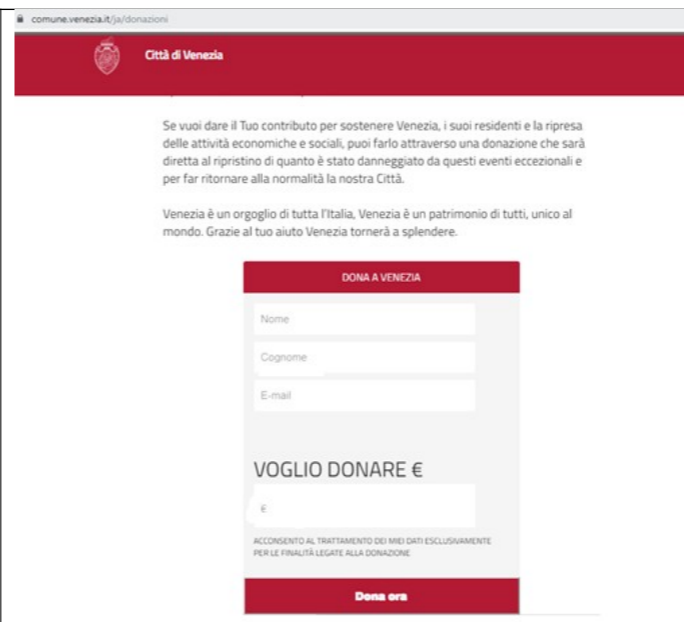 comune.venezia.it/ja/donazioni
Città di Venezia
Se vuoi dare il Tuo contributo per sostenere Venezia, i suoi residenti e la ripresa
delle attività economiche e sociali, puoi farlo attraverso una donazione che sarà
diretta al ripristino di quanto è stato danneggiato da questi eventi eccezionali e
per far ritornare alla normalità la nostra Città.
Venezia è un orgoglio di tutta l'Italia, Venezia è un patrimonio di tutti, unico al
mondo. Grazie al tuo aiuto Venezia tornerà a splendere.
DONA A VENEZIA
Nome
Cognome
E-mail
VOGLIO DONARE €
€
ACCONSENTO AL TRATTAMENTO DEI MIEI DATI ESCLUSIVAMENTE
PER LE FINALITÀ LEGATE ALLA DONAZIONE
Dona ora